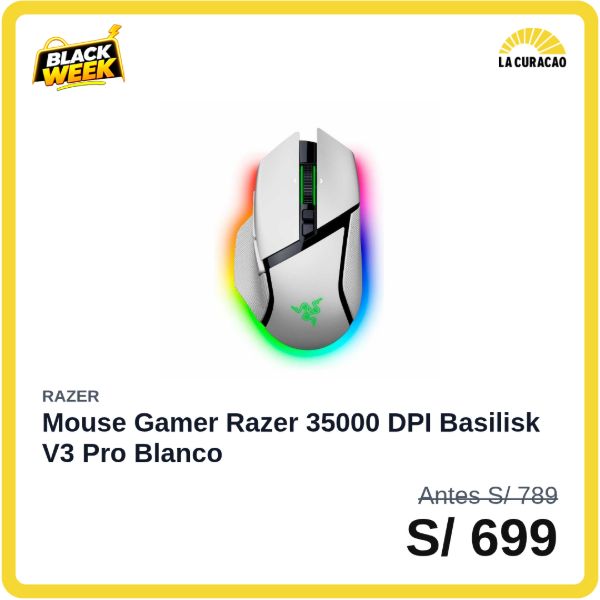 BLACK
WEEK
LA CURACAO
RAZER
Mouse Gamer Razer 35000 DPI Basilisk
V3 Pro Blanco
Antes S/ 789
S/ 699